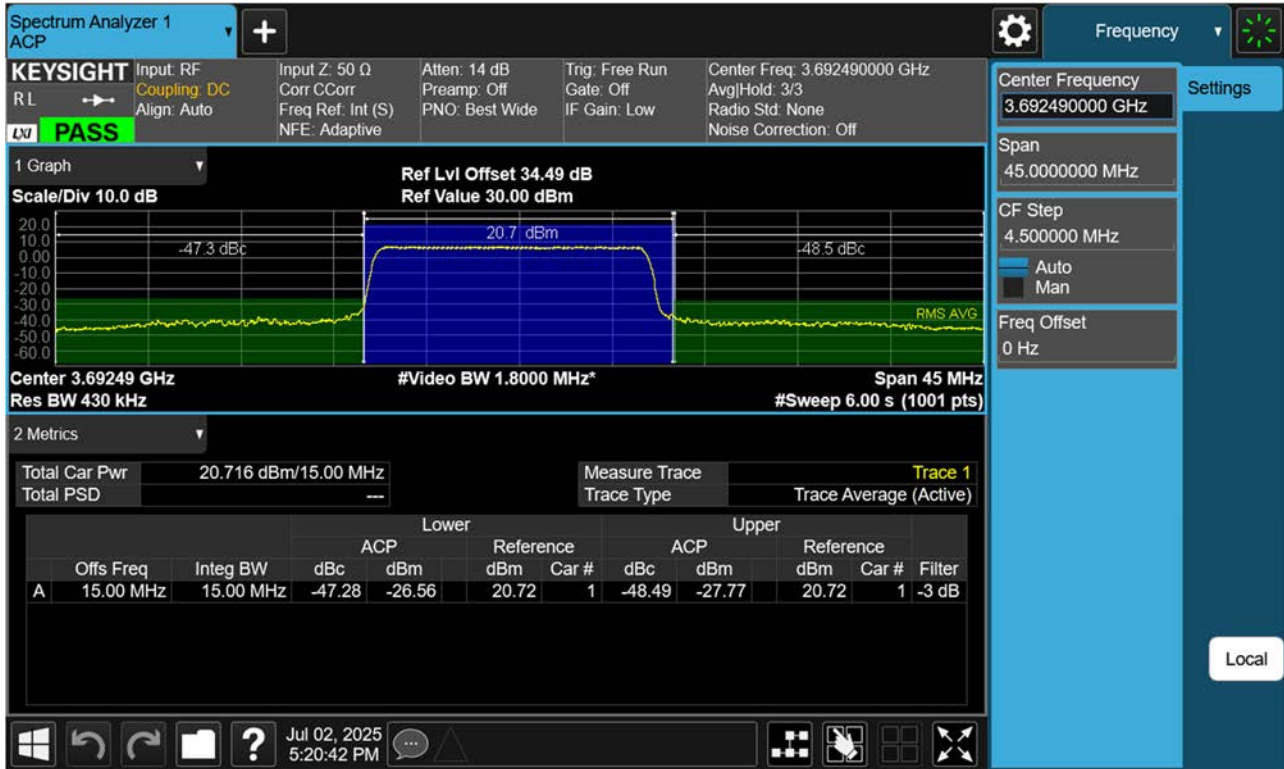 Spectrum Analyzer 1
ACP
+
Frequency
KEYSIGHT
RL
LXI
PASS
Input: RF
Coupling: DC
Align: Auto
Input Z: 50 Ω
Corr CCorr
Freq Ref: Int (S)
NFE: Adaptive
Atten: 14 dB
Preamp: Off
PNO: Best Wide
Trig: Free Run
Gate: Off
IF Gain: Low
Center Freq: 3.692490000 GHz
Avg|Hold: 3/3
Radio Std: None
Noise Correction: Off
Center Frequency
3.692490000 GHz
Settings
Span
45.0000000 MHz
CF Step
4.500000 MHz
Auto
Man
Freq Offset
0 Hz
Local
1 Graph
Scale/Div 10.0 dB
Ref Lvl Offset 34.49 dB
Ref Value 30.00 dBm
20.0
10.0
0.00
-10.0
-20.0
-30.0
-40.0
-50.0
-60.0
-47.3 dBc
20.7 dBm
-48.5 dBc
RMS AVG
Center 3.69249 GHz
Res BW 430 kHz
#Video BW 1.8000 MHz*
Span 45 MHz
#Sweep 6.00 s (1001 pts)
2 Metrics
Total Car Pwr 20.716 dBm/15.00 MHz
Total PSD ---
Measure Trace Trace 1
Trace Type Trace Average (Active)
Lower Upper
ACP Reference ACP Reference
Offs Freq Integ BW dBc dBm dBm Car # dBc dBm dBm Car # Filter
A 15.00 MHz 15.00 MHz -47.28 -26.56 20.72 1 -48.49 -27.77 20.72 1 -3 dB
?
Jul 02, 2025
5:20:42 PM